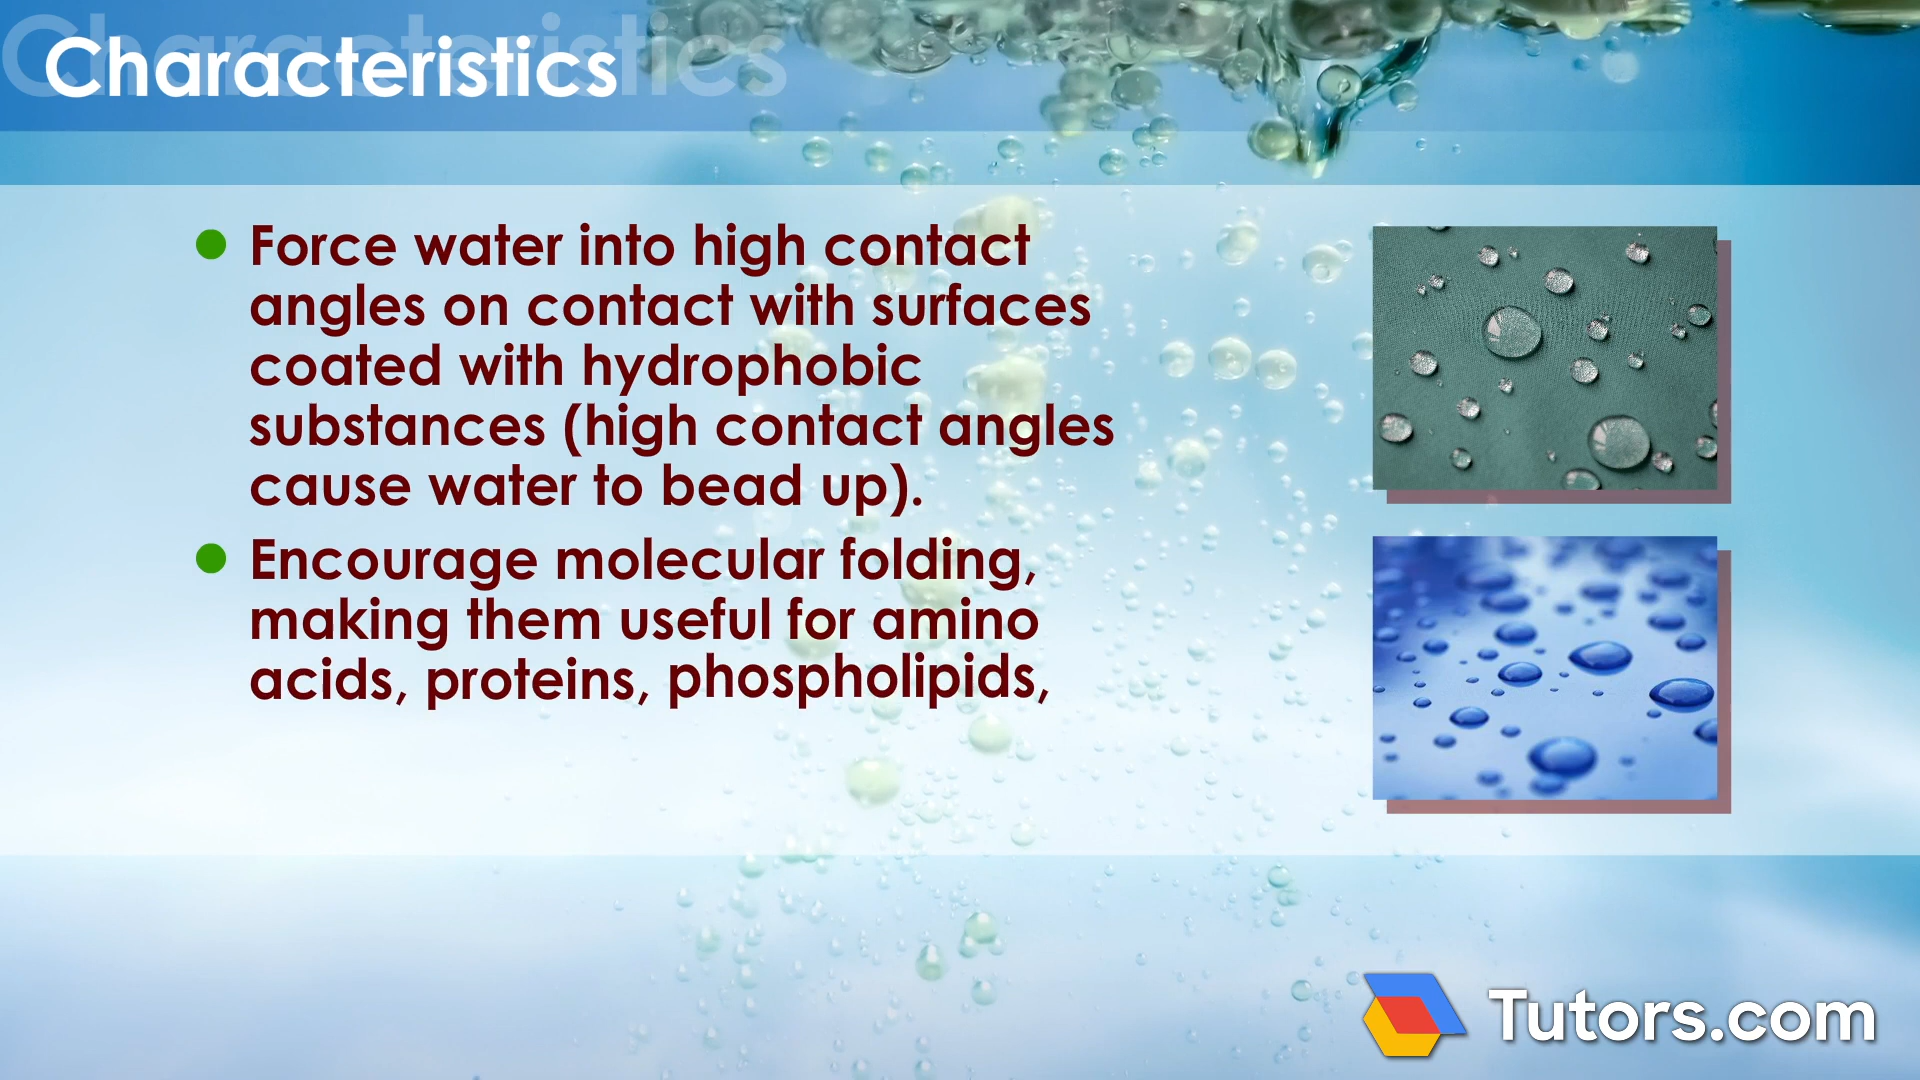 Characteristics
Force water into high contact
angles on contact with surfaces
coated with hydrophobic
substances (high contact angles
cause water to bead up).
Encourage molecular folding,
making them useful for amino
acids, proteins, phospholipids,
Tutors.com